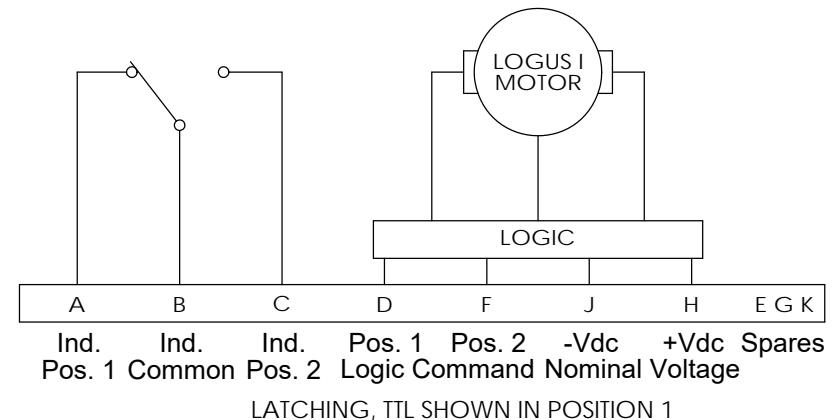 LOGUS I
MOTOR
LOGIC
A B C D F J H E G K
Ind. Ind. Ind. Pos. 1 Pos. 2 -Vdc +Vdc Spares
Pos. 1 Common Pos. 2 Logic Command Nominal Voltage
LATCHING, TTL SHOWN IN POSITION 1